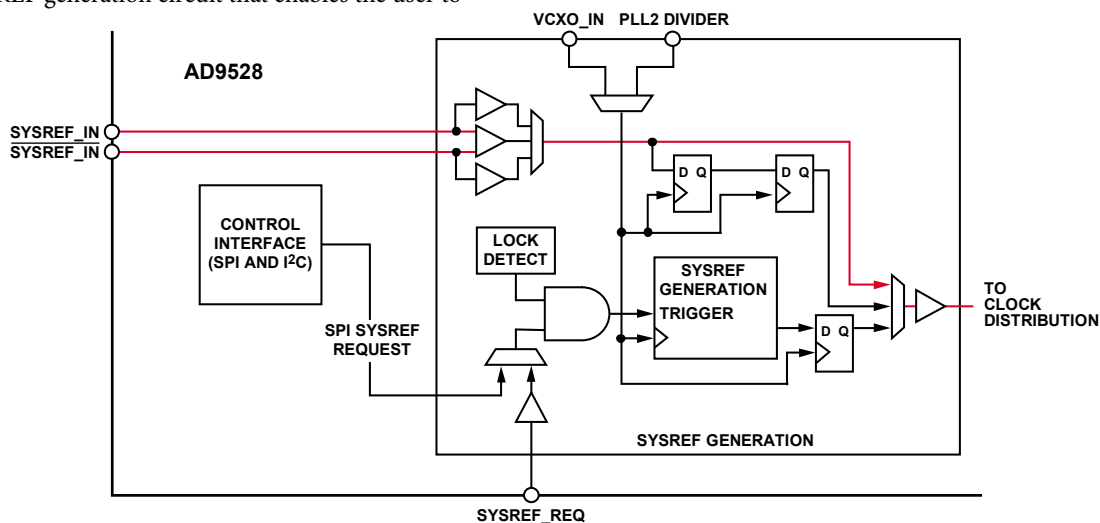 REF generation circuit that enables the user to
VCXO_IN PLL2 DIVIDER
AD9528
SYSREF_IN
SYSREF_IN
CONTROL
INTERFACE
(SPI AND I²C)
LOCK
DETECT
D Q
D Q
SYSREF
GENERATION
TRIGGER
D Q
TO
CLOCK
DISTRIBUTION
SPI SYSREF
REQUEST
SYSREF GENERATION
SYSREF_REQ